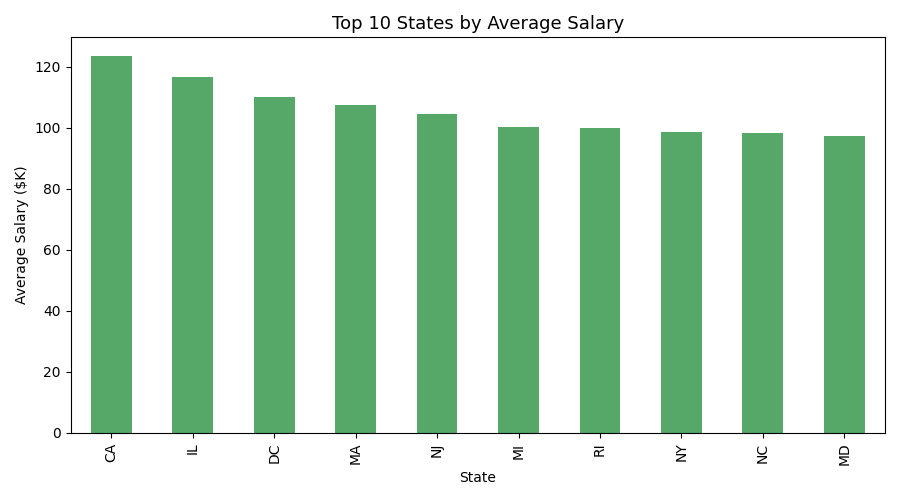 Top 10 States by Average Salary
Average Salary ($K)
120
100
80
60
40
20
0
CA
IL
DC
MA
NJ
MI
RI
NY
NC
MD
State